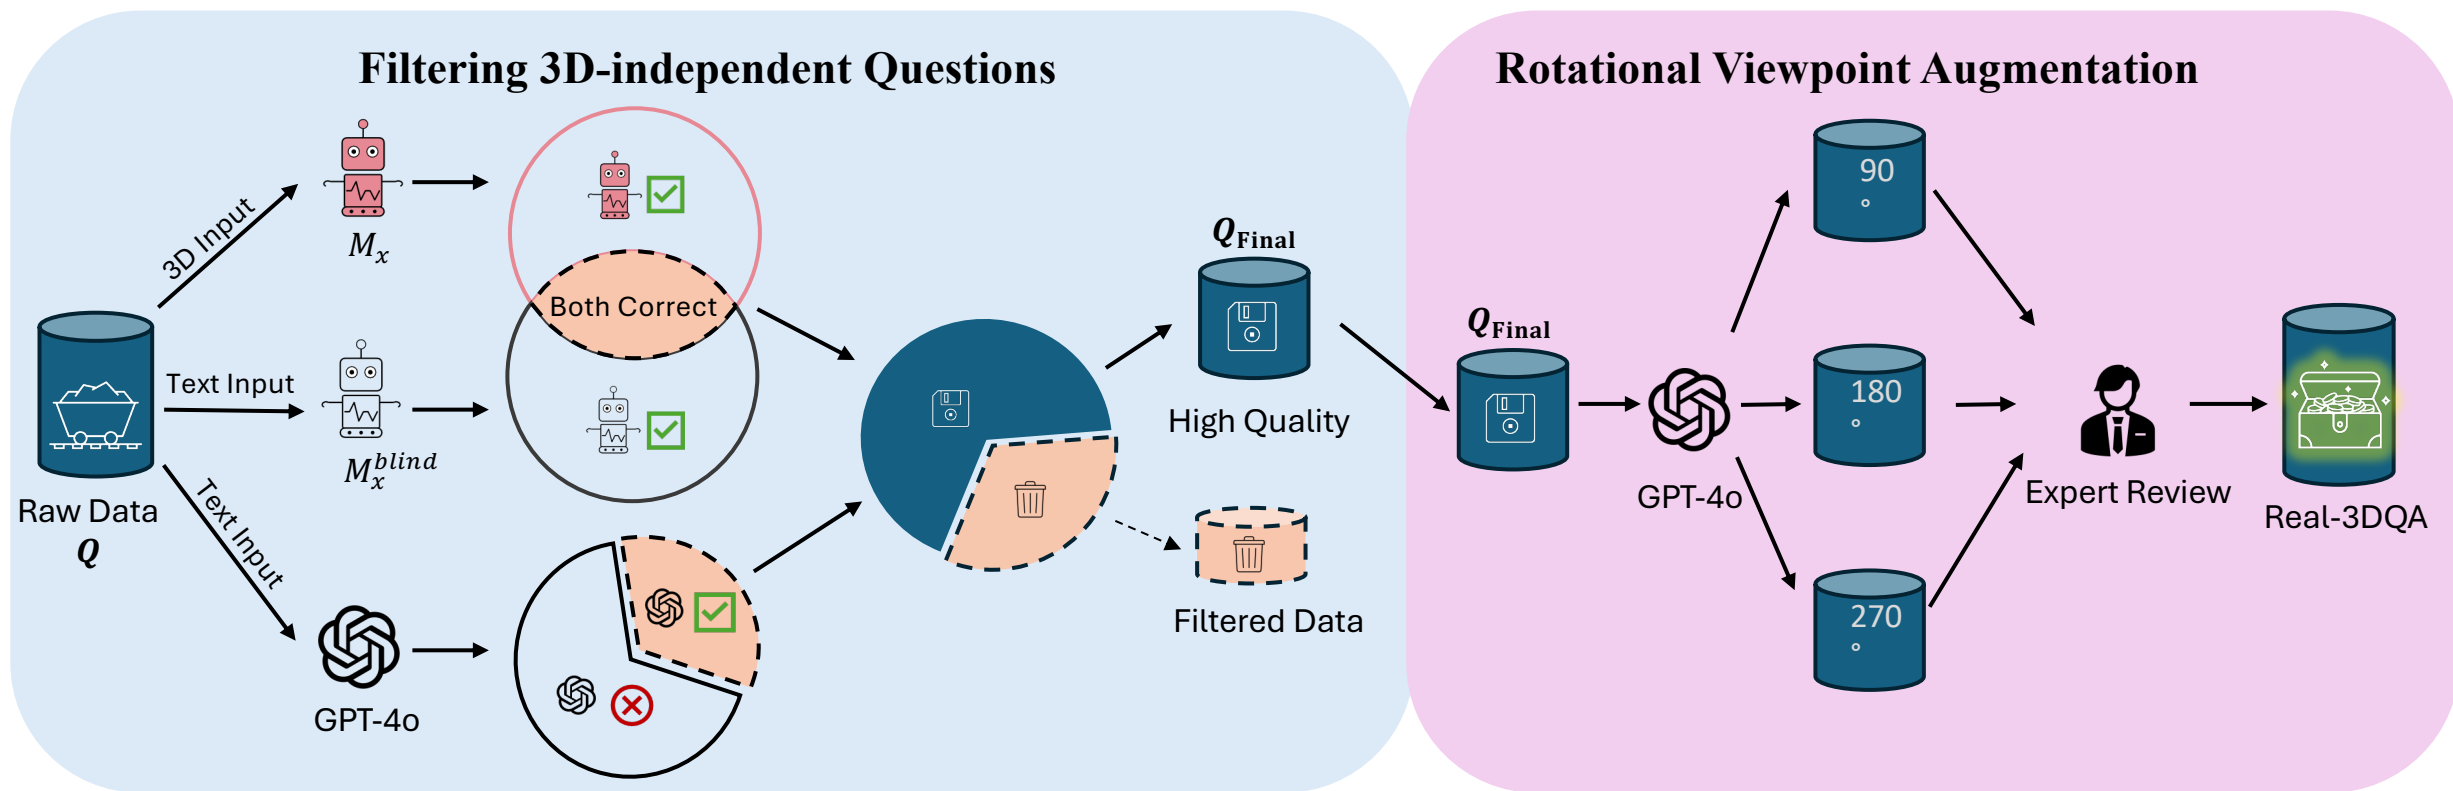 Filtering 3D-independent Questions
3D Input
M_x
Both Correct
Text Input
M_x^{blind}
Raw Data
Q
Text Input
GPT-4o
Q_Final
High Quality
Filtered Data
Rotational Viewpoint Augmentation
Q_Final
GPT-4o
90
°
180
°
270
°
Expert Review
Real-3DQA